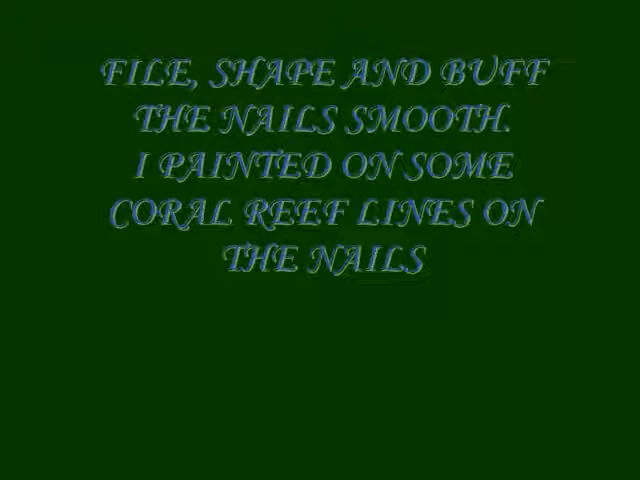 FILE, SHAPE AND BUFF
THE NAILS SMOOTH.
I PAINTED ON SOME
CORAL REEF LINES ON
THE NAILS